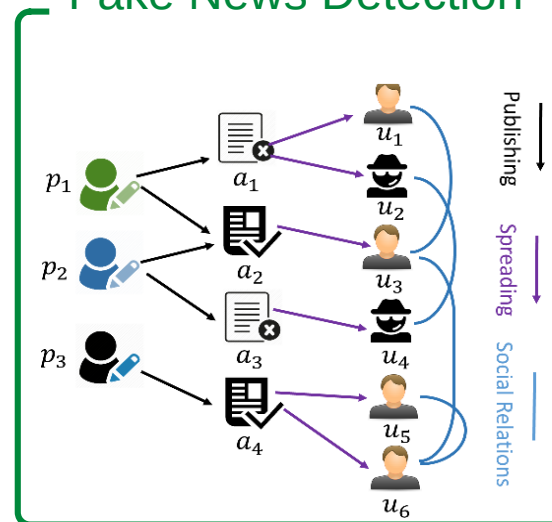 Fake News Detection
p1
p2
p3
a1
a2
a3
a4
u1
u2
u3
u4
u5
u6
Publishing
Spreading
Social Relations